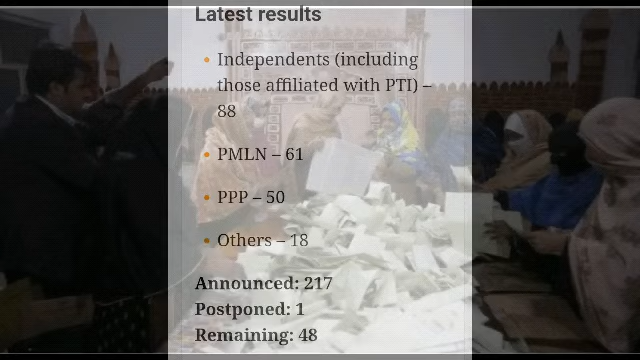 Latest results
• Independents (including
those affiliated with PTI) –
88
• PMLN – 61
• PPP – 50
• Others – 18
Announced: 217
Postponed: 1
Remaining: 48